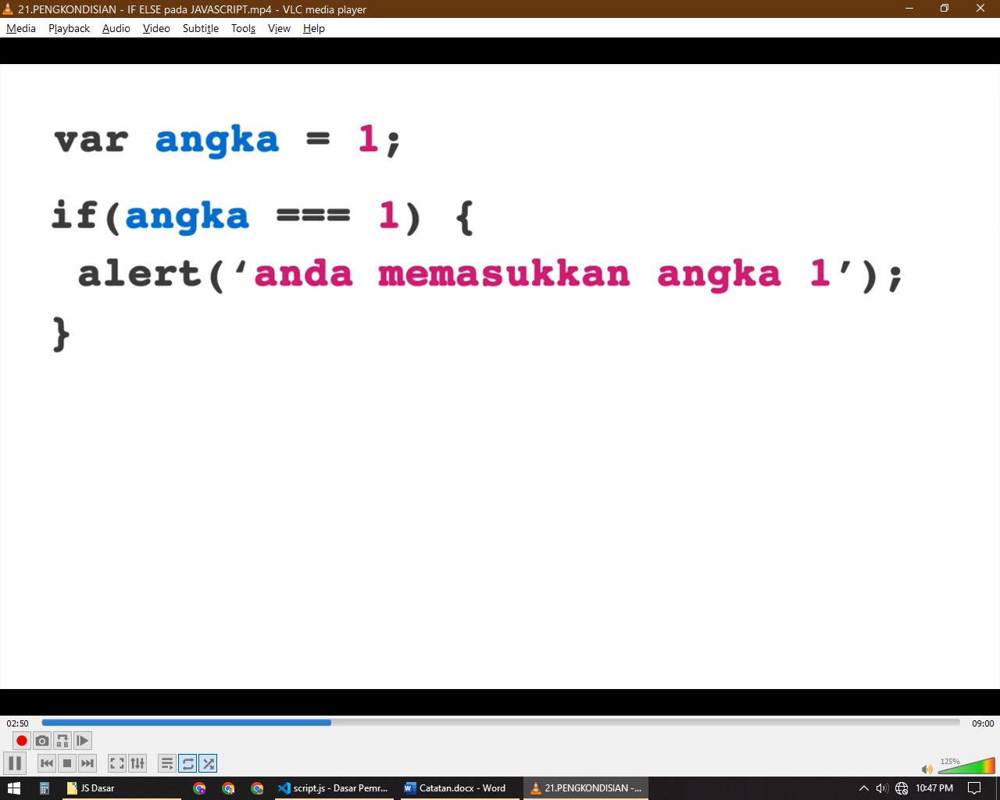 21.PENGKONDISIAN - IF ELSE pada JAVASCRIPT.mp4 - VLC media player
Media Playback Audio Video Subtitle Tools View Help
var angka = 1;
if(angka === 1) {
alert(‘anda memasukkan angka 1’);
}
02:50 09:00
A B
125%
JS Dasar script.js - Dasar Pemr... Catatan.docx - Word 21.PENGKONDISIAN -... 10:47 PM